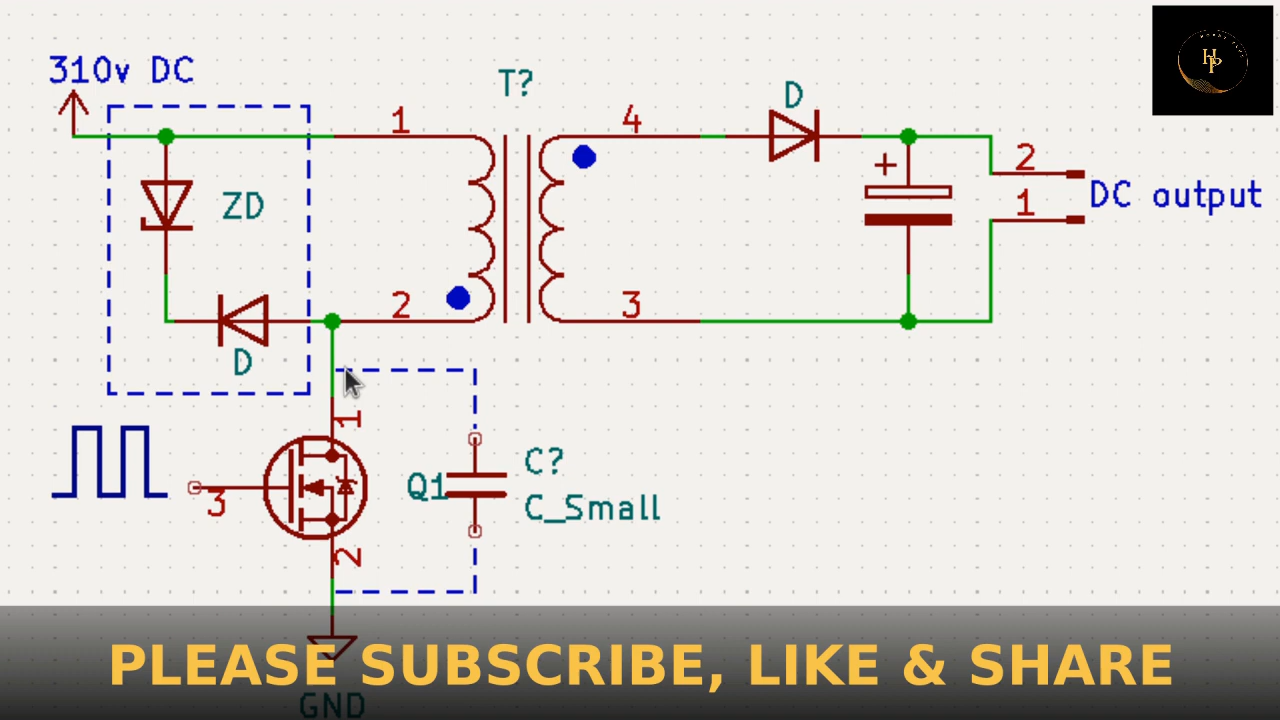 310v DC
T?
1
4
D
+
2
DC output
1
ZD
2
3
D
1
C?
Q1
C_Small
3
2
PLEASE SUBSCRIBE, LIKE & SHARE
GND